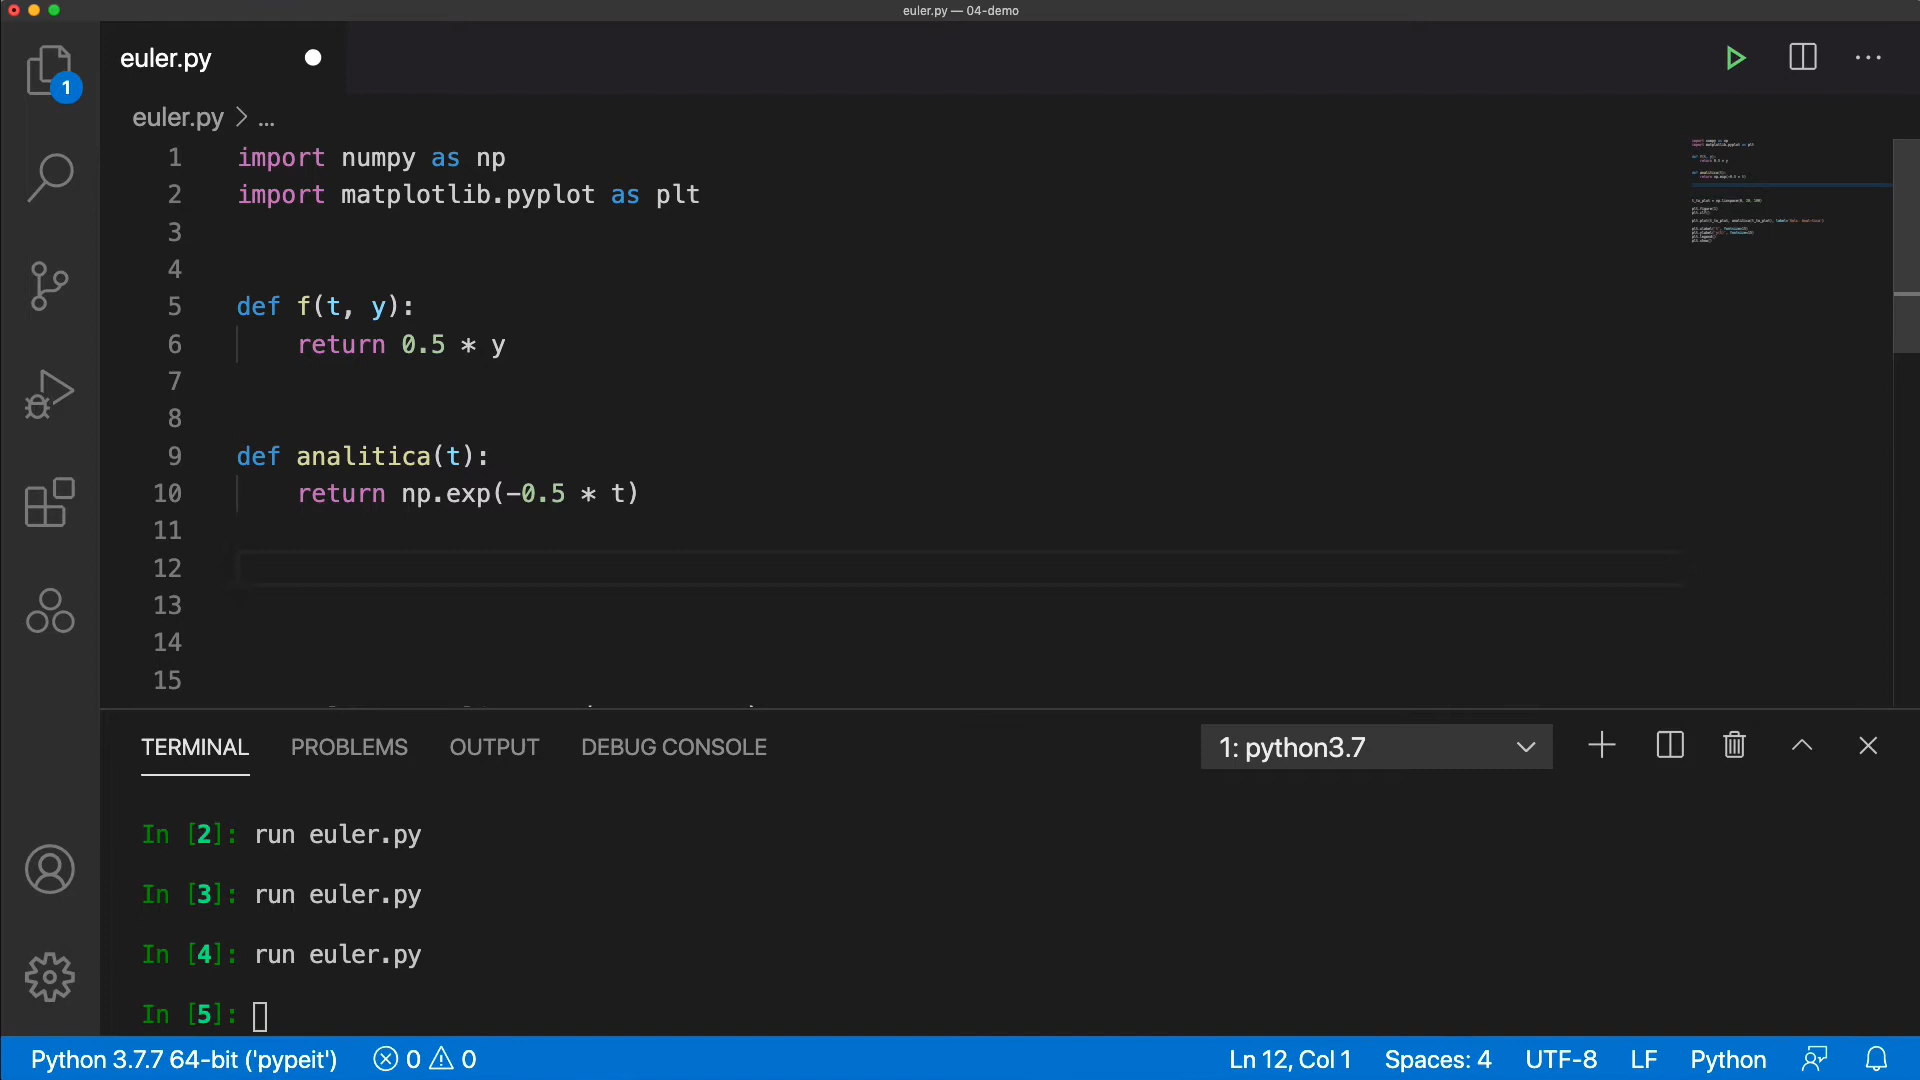 euler.py — 04-demo
euler.py
1
euler.py > ...
1 import numpy as np
2 import matplotlib.pyplot as plt
3
4
5 def f(t, y):
6     return 0.5 * y
7
8
9 def analitica(t):
10     return np.exp(-0.5 * t)
11
12
13
14
15
TERMINAL PROBLEMS OUTPUT DEBUG CONSOLE 1: python3.7
In [2]: run euler.py
In [3]: run euler.py
In [4]: run euler.py
In [5]:
Python 3.7.7 64-bit ('pypeit') 0 0 Ln 12, Col 1 Spaces: 4 UTF-8 LF Python